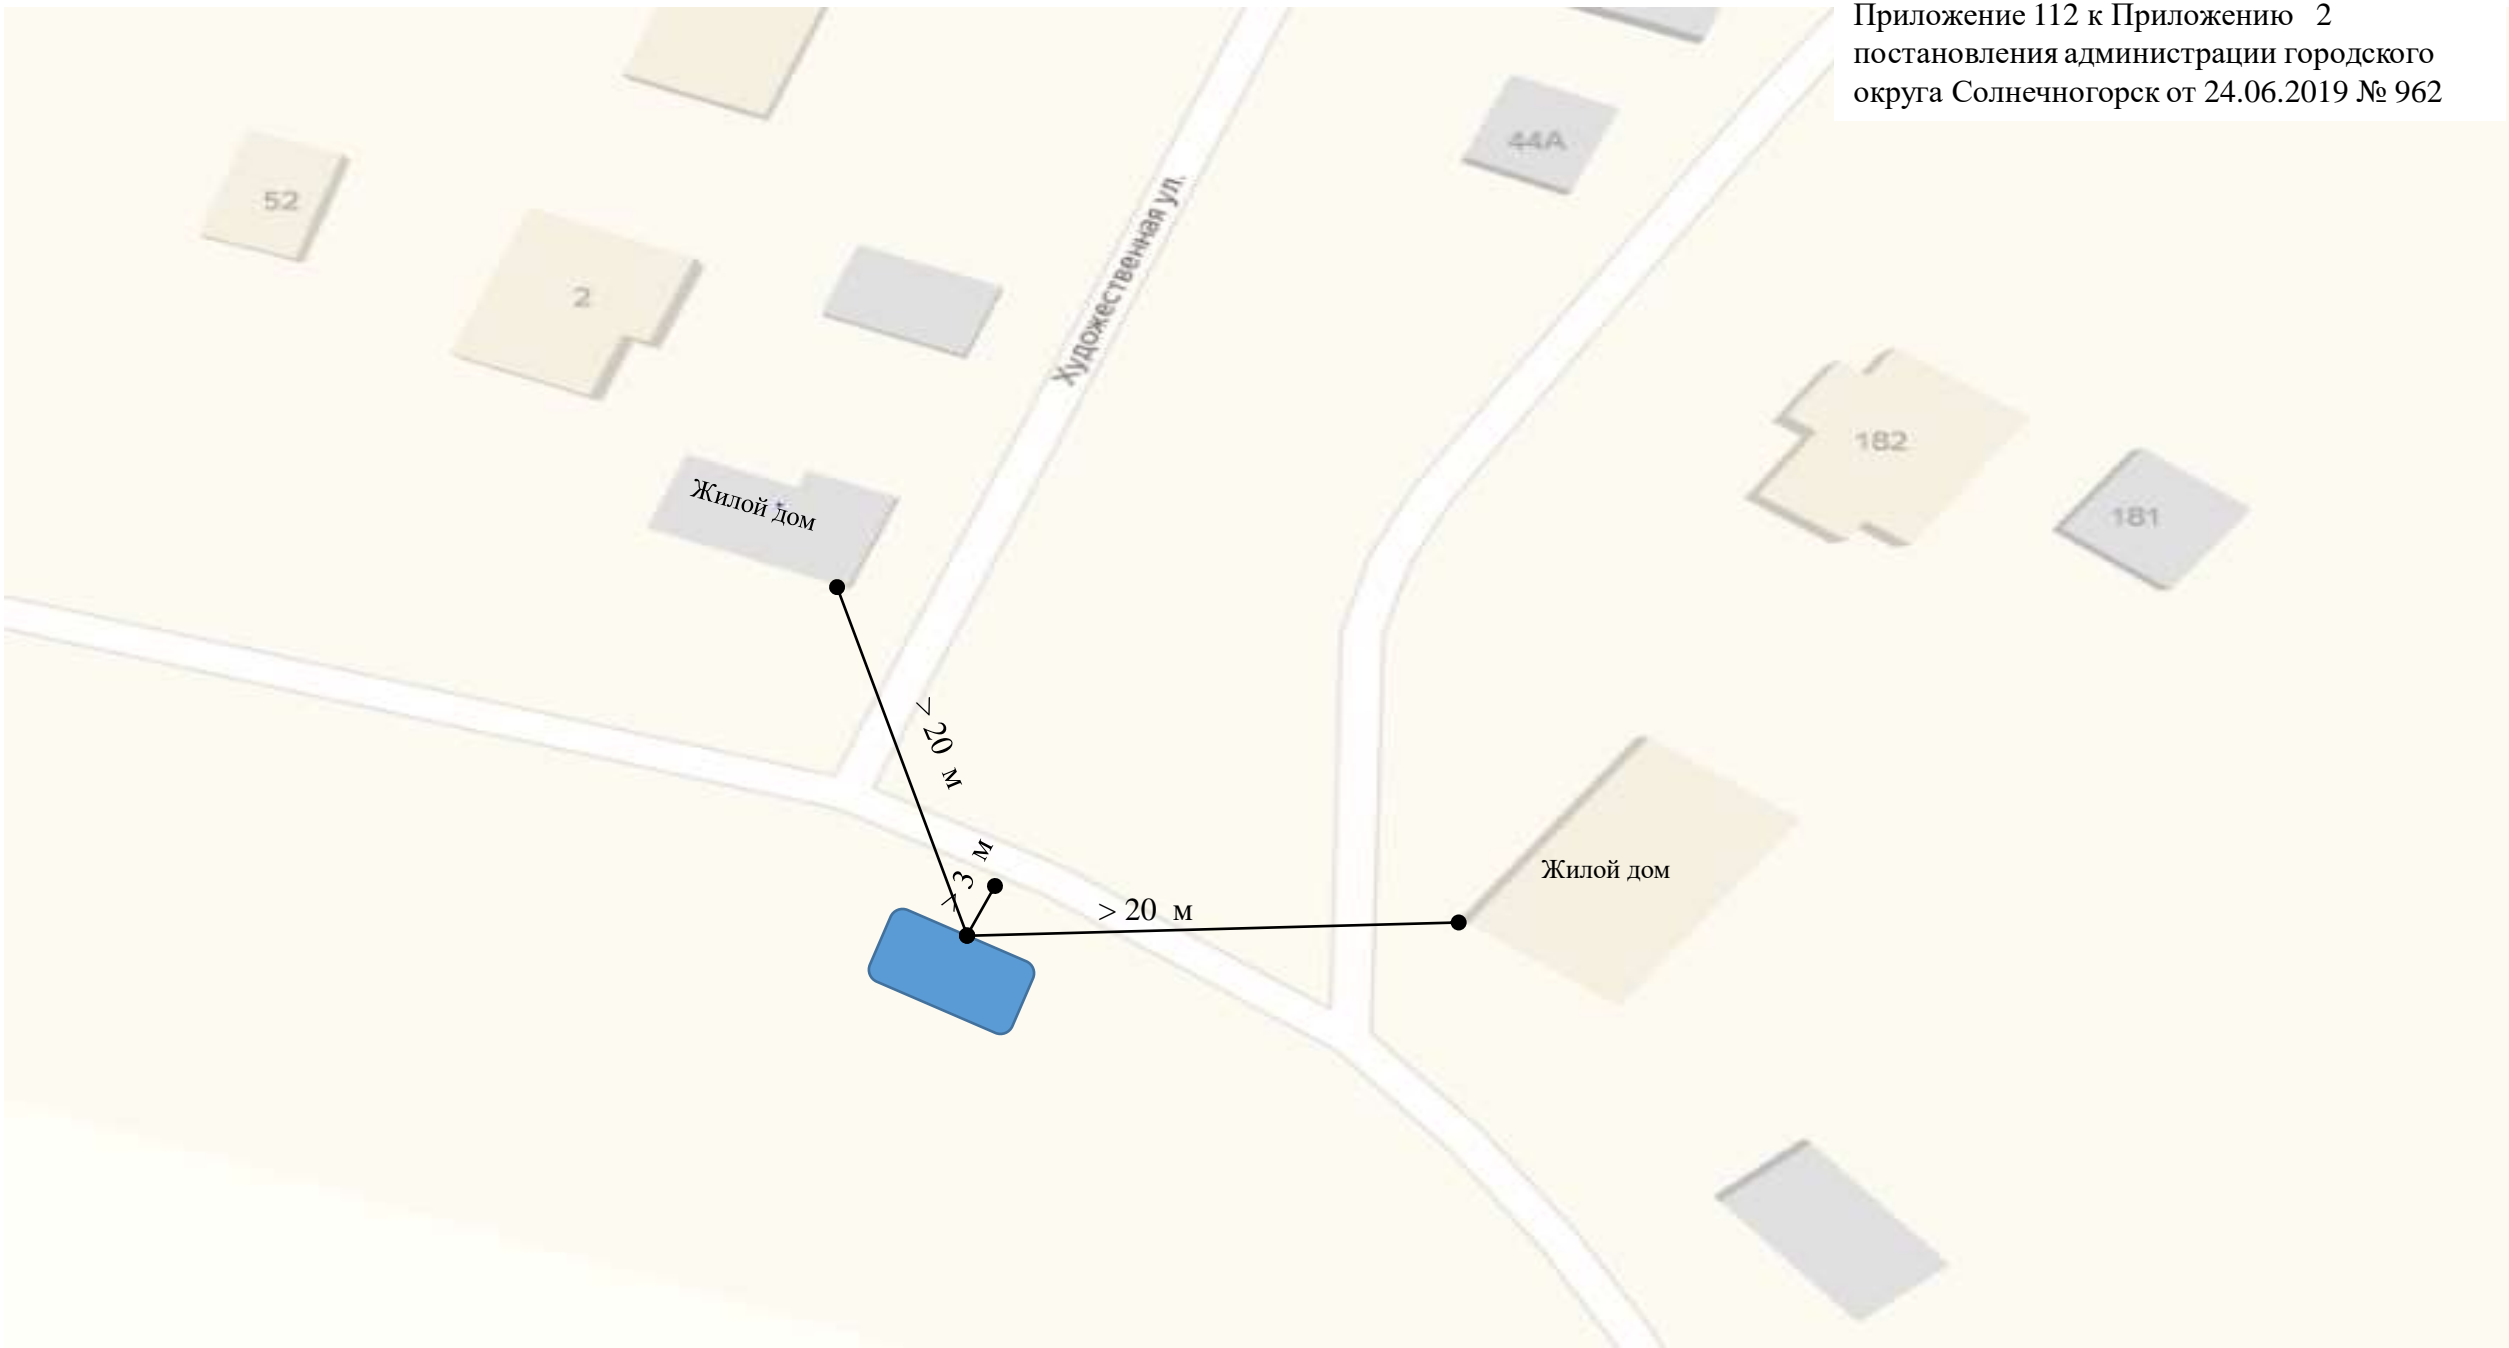 Приложение 112 к Приложению 2
постановления администрации городского
округа Солнечногорск от 24.06.2019 № 962
44А
52
Художественная ул.
2
182
Жилой дом
181
< 20 м
> 3 м
Жилой дом
> 20 м